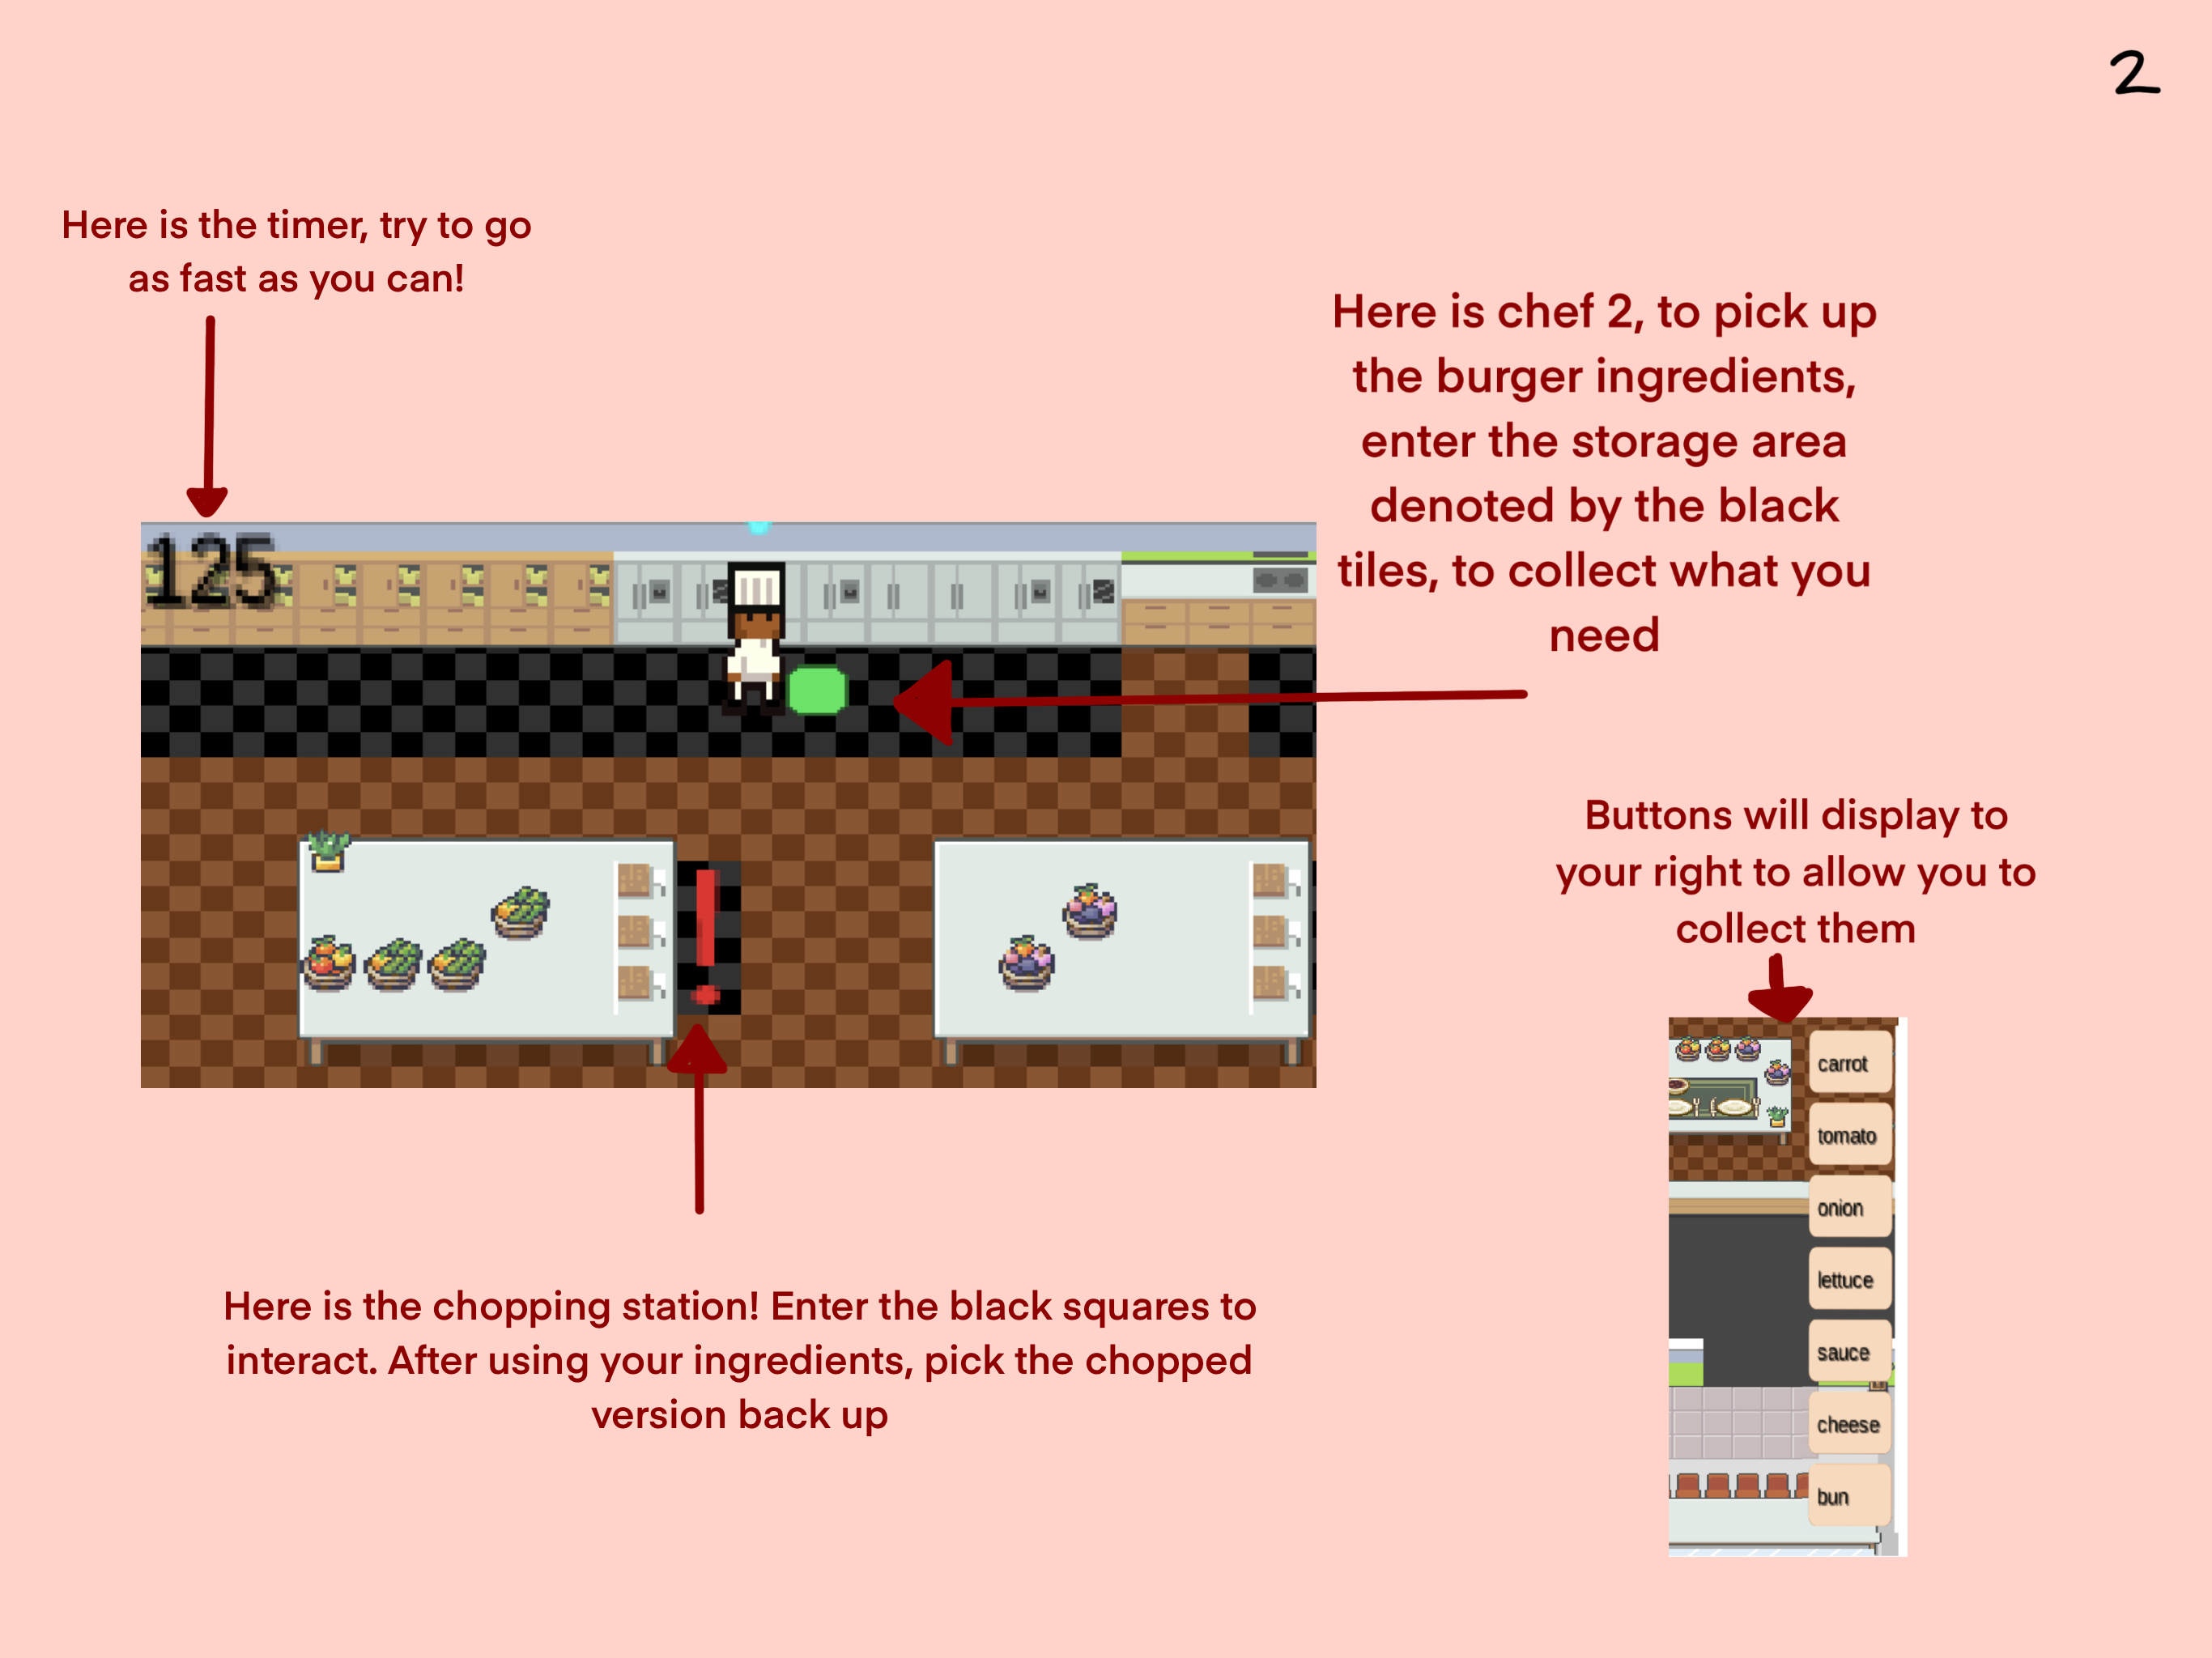 2
Here is the timer, try to go
as fast as you can!
Here is chef 2, to pick up
the burger ingredients,
enter the storage area
denoted by the black
tiles, to collect what you
need
125
Buttons will display to
your right to allow you to
collect them
carrot
tomato
onion
lettuce
sauce
cheese
bun
Here is the chopping station! Enter the black squares to
interact. After using your ingredients, pick the chopped
version back up